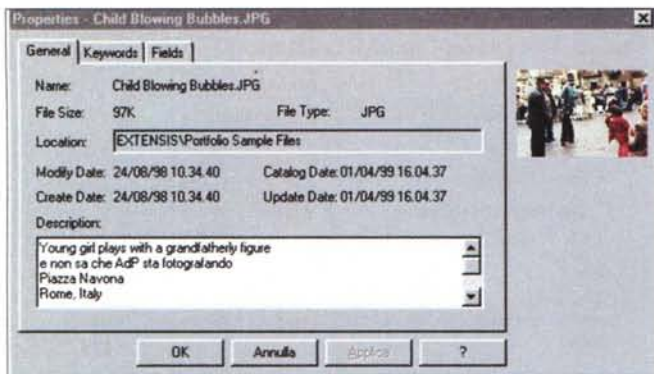 Properties - Child Blowing Bubbles.JPG
General Keywords Fields
Name: Child Blowing Bubbles.JPG
File Size: 97K File Type: JPG
Location: EXTENSIS\Portfolio Sample Files
Modify Date: 24/08/98 10.34.40 Catalog Date: 01/04/99 16.04.37
Create Date: 24/08/98 10.34.40 Update Date: 01/04/99 16.04.37
Description:
Young girl plays with a grandfatherly figure
e non sa che AdP sta fotografando
Piazza Navona
Rome, Italy
OK Annulla Applica ?